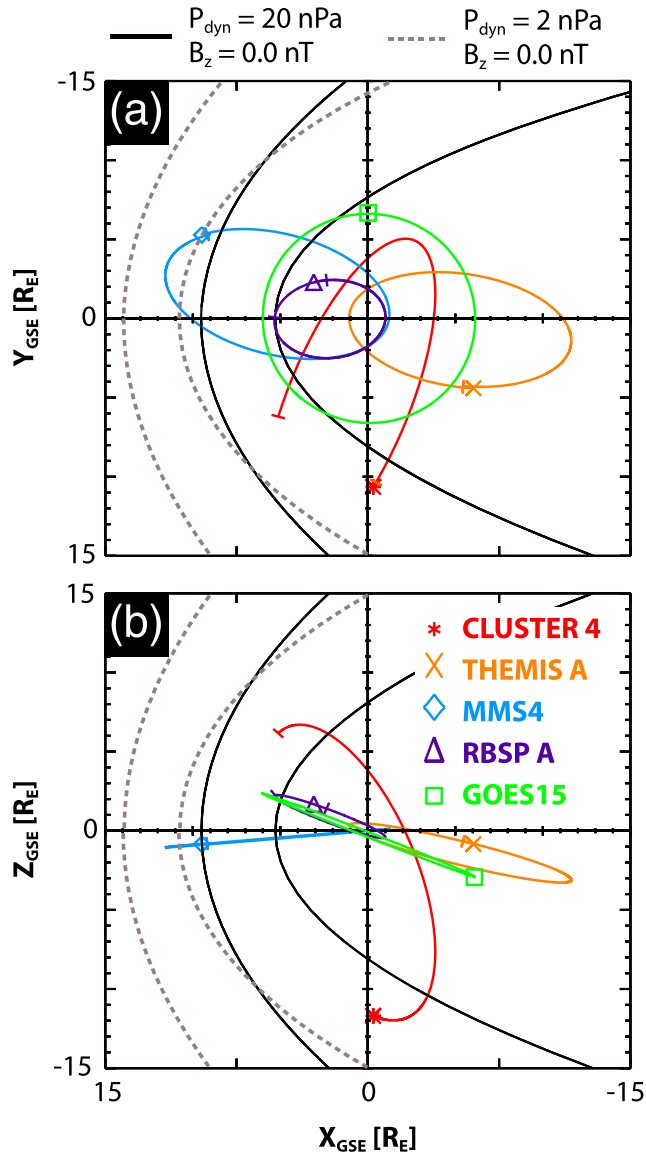 P_dyn = 20 nPa
B_z = 0.0 nT
P_dyn = 2 nPa
B_z = 0.0 nT
-15
(a)
0
Y_GSE [R_E]
15
15
(b)
CLUSTER 4
THEMIS A
MMS4
RBSP A
GOES15
0
Z_GSE [R_E]
-15
15
0
-15
X_GSE [R_E]